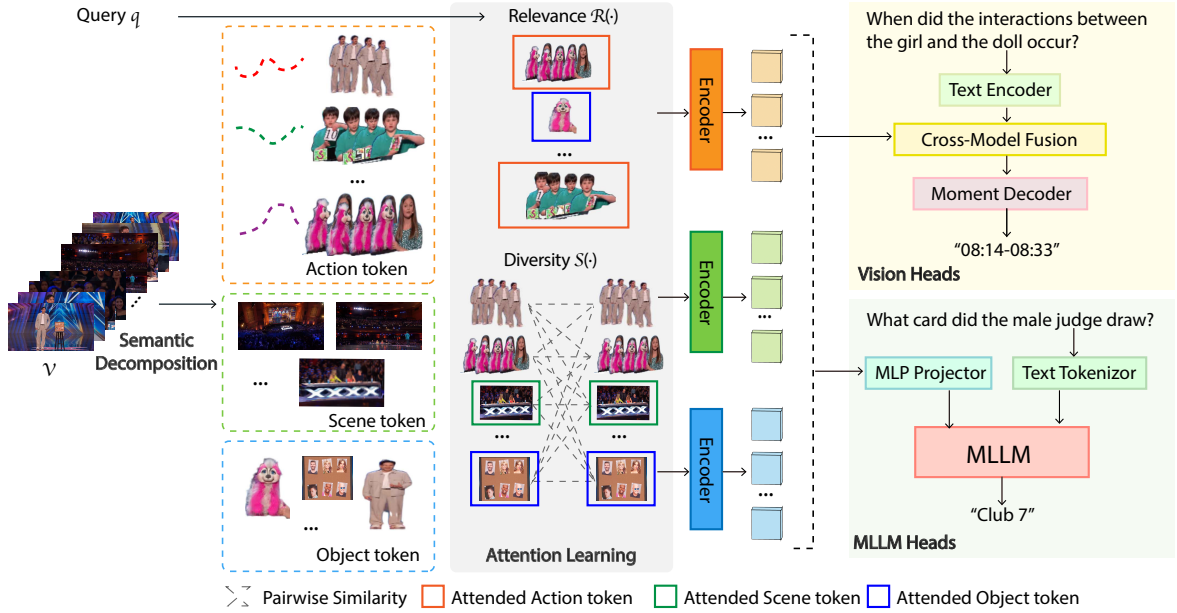 Query q
Relevance R(·)
Action token
Semantic
Decomposition
V
...
Scene token
...
Object token
...
Diversity S(·)
...
...
...
Attention Learning
Encoder
...
Encoder
...
Encoder
...
When did the interactions between
the girl and the doll occur?
Text Encoder
Cross-Model Fusion
Moment Decoder
“08:14-08:33”
Vision Heads
What card did the male judge draw?
MLP Projector
Text Tokenizor
MLLM
“Club 7”
MLLM Heads
Pairwise Similarity
Attended Action token
Attended Scene token
Attended Object token